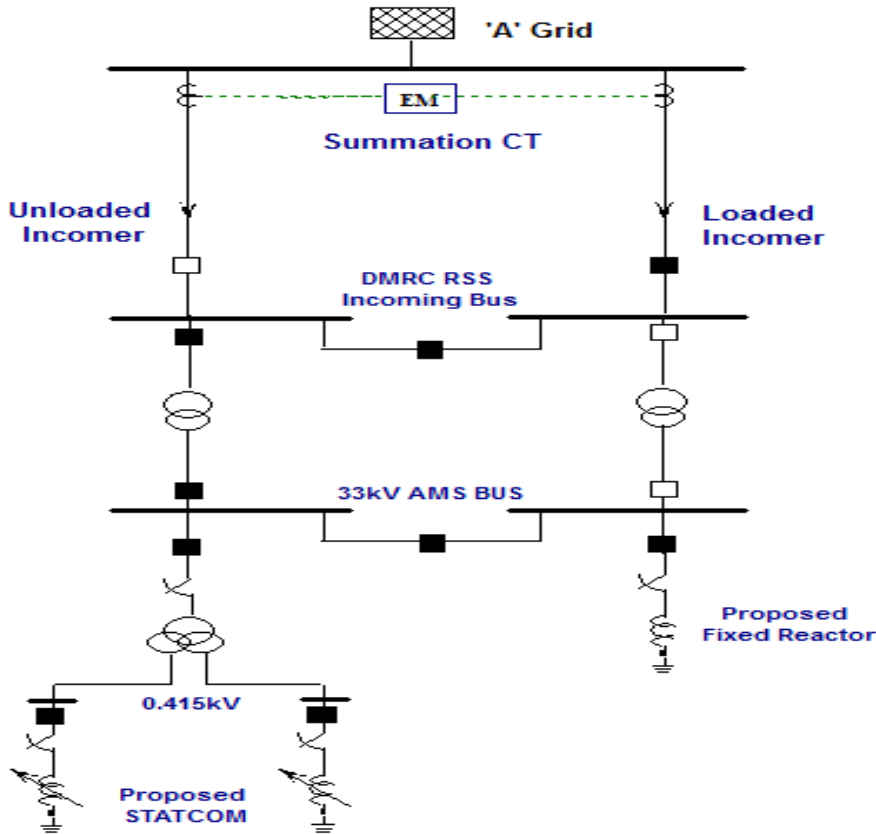 'A' Grid
EM
Summation CT
Unloaded
Incomer
Loaded
Incomer
DMRC RSS
Incoming Bus
33kV AMS BUS
Proposed
Fixed Reactor
0.415kV
Proposed
STATCOM